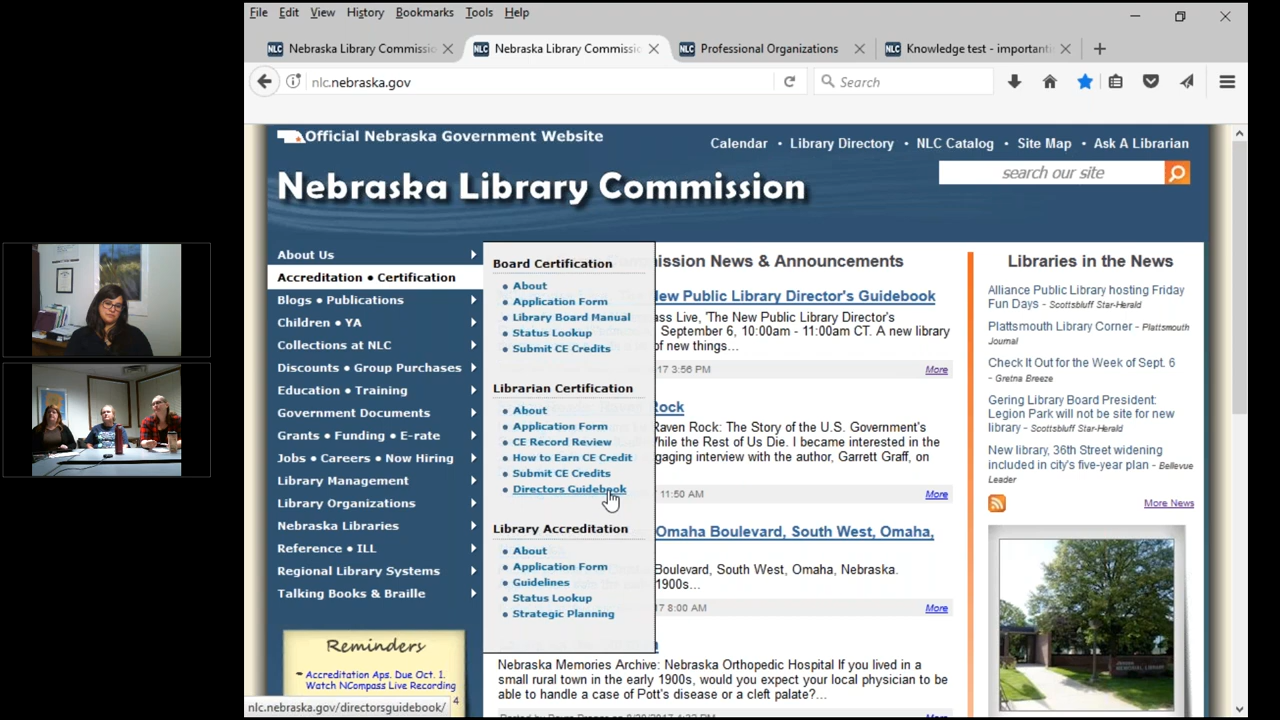 File Edit View History Bookmarks Tools Help
NLC Nebraska Library Commissio
NLC Nebraska Library Commissio
NLC Professional Organizations
NLC Knowledge test - importanti
nlc.nebraska.gov
Search
Official Nebraska Government Website
Calendar • Library Directory • NLC Catalog • Site Map • Ask A Librarian
Nebraska Library Commission
search our site
About Us
Accreditation • Certification
Blogs • Publications
Children • YA
Collections at NLC
Discounts • Group Purchases
Education • Training
Government Documents
Grants • Funding • E-rate
Jobs • Careers • Now Hiring
Library Management
Library Organizations
Nebraska Libraries
Reference • ILL
Regional Library Systems
Talking Books & Braille
Reminders
Accreditation Aps. Due Oct. 1.
Watch NCompass Live Recording
4
nlc.nebraska.gov/directorsguidebook/
Board Certification
About
Application Form
Library Board Manual
Status Lookup
Submit CE Credits
Librarian Certification
About
Application Form
CE Record Review
How to Earn CE Credit
Submit CE Credits
Directors Guidebook
Library Accreditation
About
Application Form
Guidelines
Status Lookup
Strategic Planning
mission News & Announcements
New Public Library Director's Guidebook
ass Live, 'The New Public Library Director's
September 6, 10:00am - 11:00am CT. A new library
of new things…
17 3:56 PM
More
Rock
Raven Rock: The Story of the U.S. Government's
While the Rest of Us Die. I became interested in the
gaging interview with the author, Garrett Graff, on
11:50 AM
More
Omaha Boulevard, South West, Omaha,
Boulevard, South West, Omaha, Nebraska.
1900s…
17 8:00 AM
More
Nebraska Memories Archive: Nebraska Orthopedic Hospital If you lived in a
small rural town in the early 1900s, would you expect your local physician to be
able to handle a case of Pott's disease or a cleft palate?…
Libraries in the News
Alliance Public Library hosting Friday
Fun Days - Scottsbluff Star-Herald
Plattsmouth Library Corner - Plattsmouth
Journal
Check It Out for the Week of Sept. 6
- Gretna Breeze
Gering Library Board President:
Legion Park will not be site for new
library - Scottsbluff Star-Herald
New library, 36th Street widening
included in city's five-year plan - Bellevue
Leader
More News